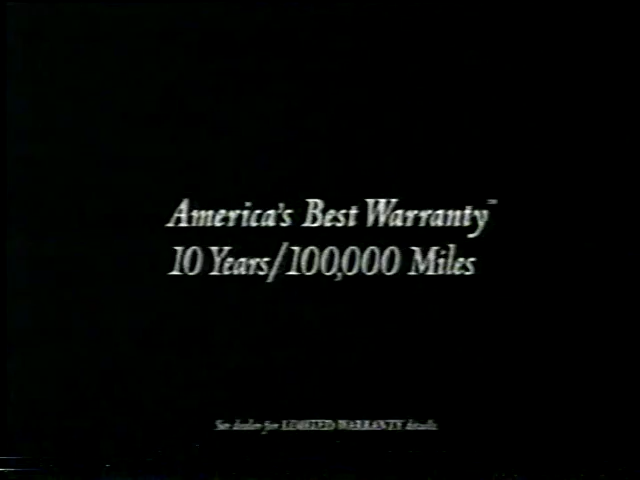 America's Best Warranty™
10 Years/100,000 Miles
See dealer for LIMITED WARRANTY details.